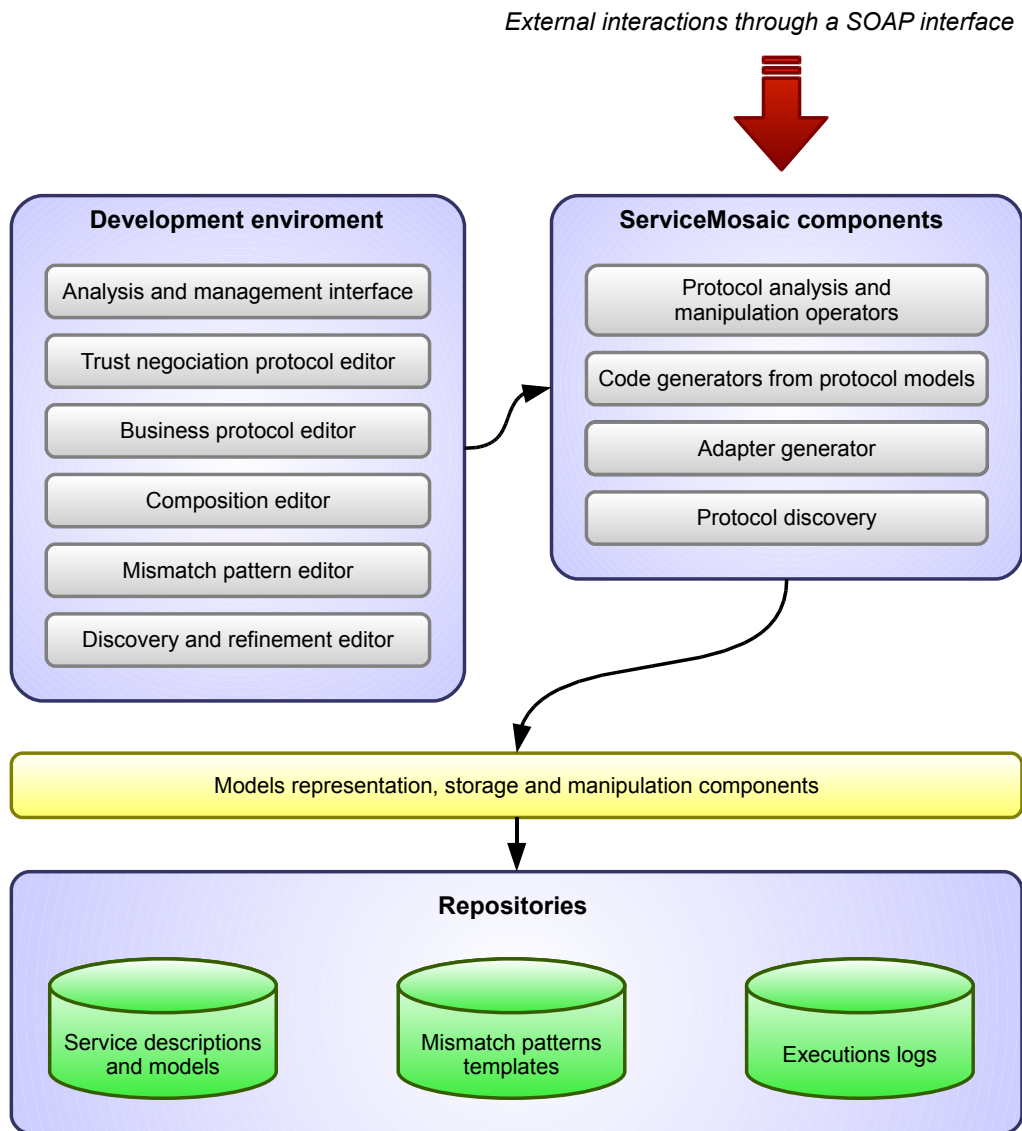 External interactions through a SOAP interface
Development enviroment
Analysis and management interface
Trust negociation protocol editor
Business protocol editor
Composition editor
Mismatch pattern editor
Discovery and refinement editor
ServiceMosaic components
Protocol analysis and
manipulation operators
Code generators from protocol models
Adapter generator
Protocol discovery
Models representation, storage and manipulation components
Repositories
Service descriptions
and models
Mismatch patterns
templates
Executions logs